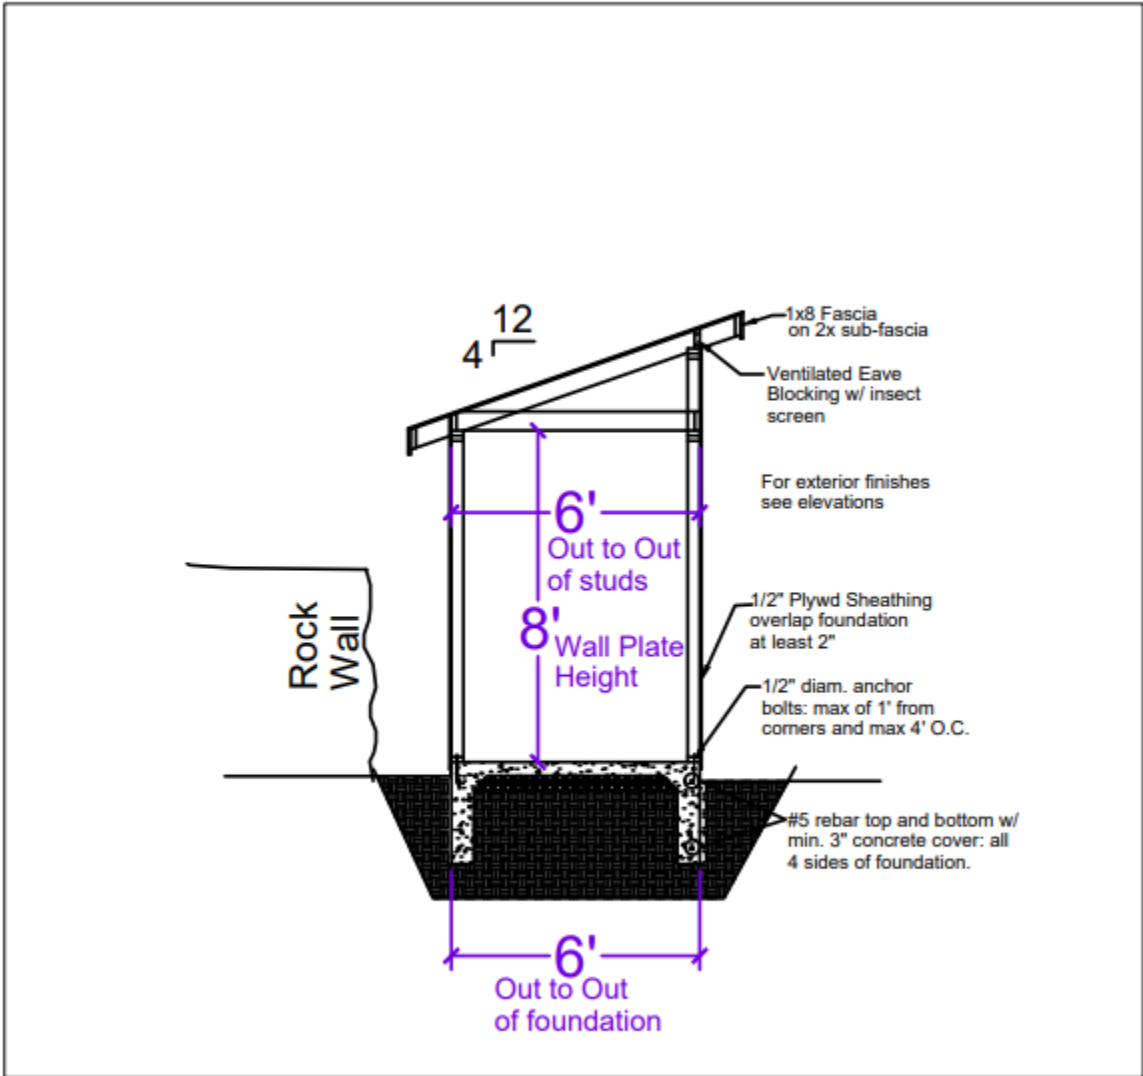 12
4
1x8 Fascia
on 2x sub-fascia
Ventilated Eave
Blocking w/ insect
screen
For exterior finishes
see elevations
6'
Out to Out
of studs
8'
Wall Plate
Height
Rock
Wall
1/2" Plywd Sheathing
overlap foundation
at least 2"
1/2" diam. anchor
bolts: max of 1' from
corners and max 4' O.C.
#5 rebar top and bottom w/
min. 3" concrete cover: all
4 sides of foundation.
6'
Out to Out
of foundation